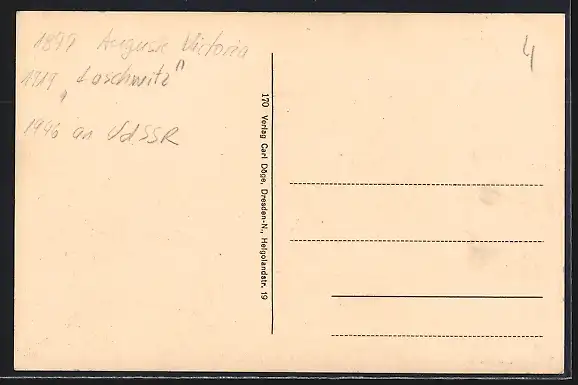 1899 Auguste Victoria
1919 "Loschwitz"
1946 an UdSSR
4
170 Verlag Carl Döge, Dresden-N., Helgolandstr. 19